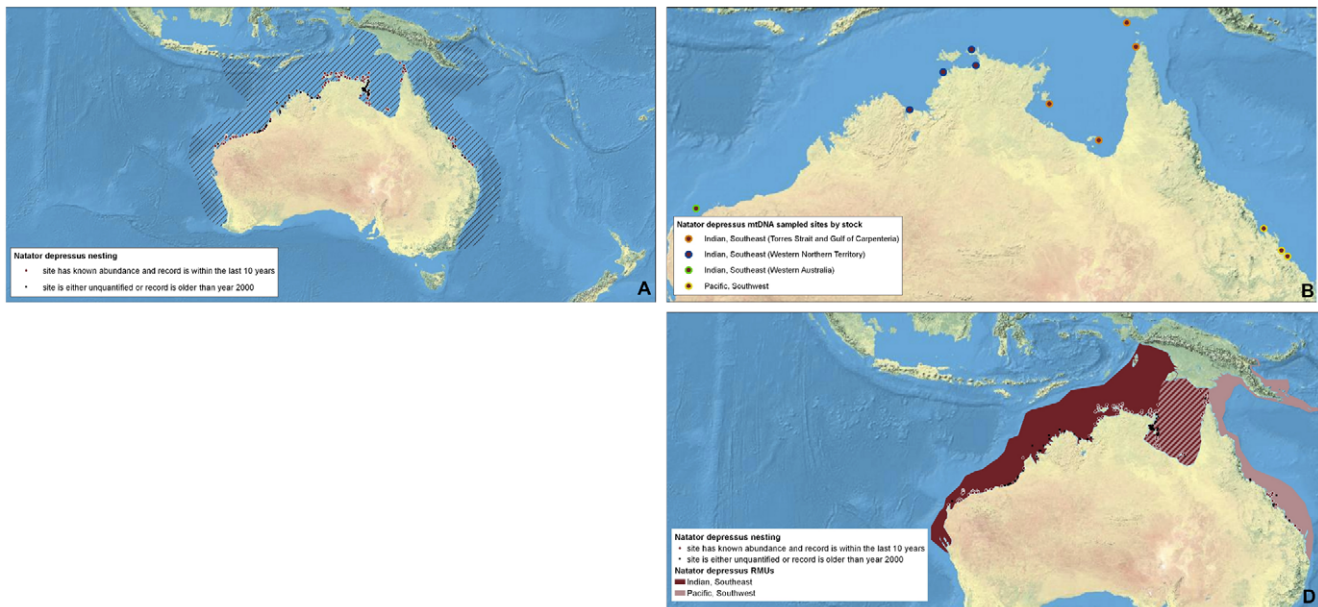 Natator depressus nesting
site has known abundance and record is within the last 10 years
site is either unquantified or record is older than year 2000
A
Natator depressus mtDNA sampled sites by stock
Indian, Southeast (Torres Strait and Gulf of Carpenteria)
Indian, Southeast (Western Northern Territory)
Indian, Southeast (Western Australia)
Pacific, Southwest
B
Natator depressus nesting
site has known abundance and record is within the last 10 years
site is either unquantified or record is older than year 2000
Natator depressus RMUs
Indian, Southeast
Pacific, Southwest
D